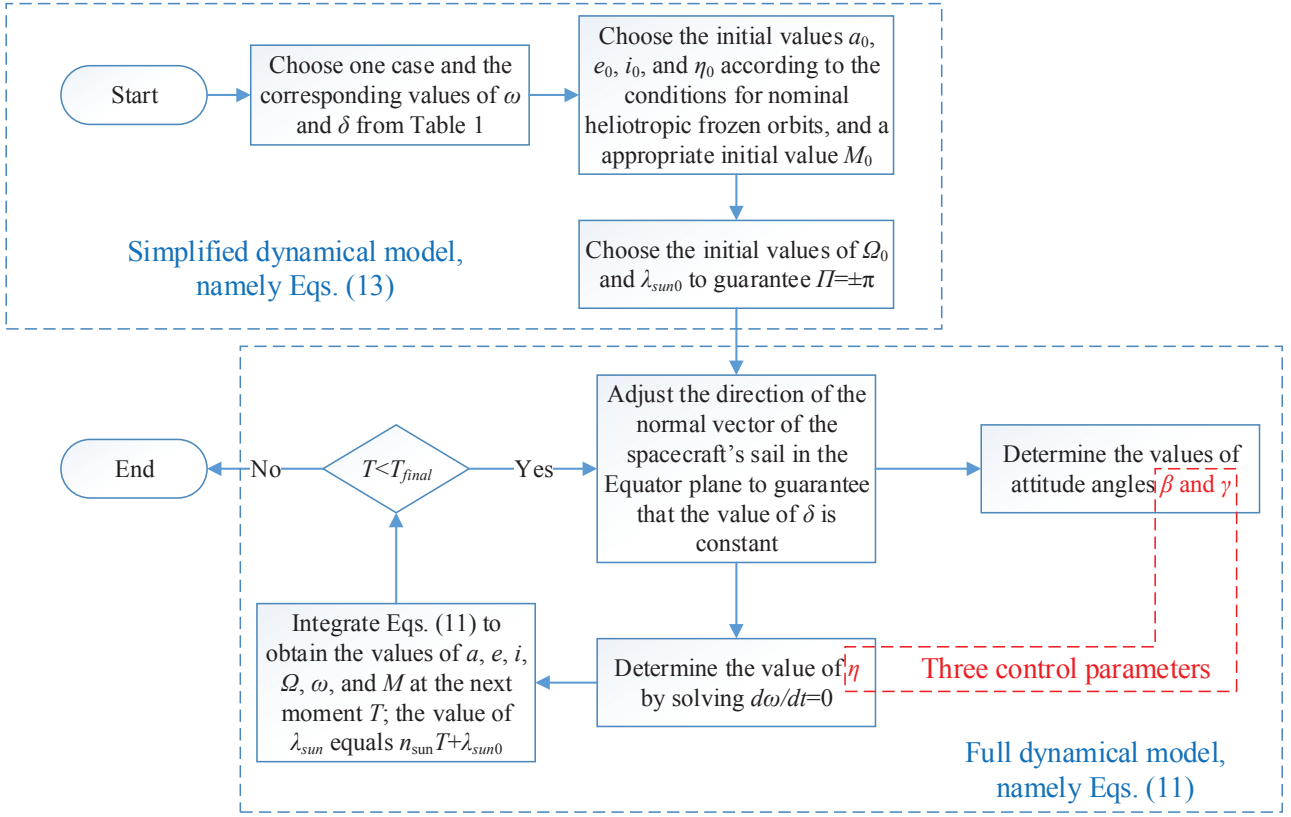 Start
Choose one case and the
corresponding values of ω
and δ from Table 1
Choose the initial values a₀,
e₀, i₀, and η₀ according to the
conditions for nominal
heliotropic frozen orbits, and a
appropriate initial value M₀
Simplified dynamical model,
namely Eqs. (13)
Choose the initial values of Ω₀
and λsun0 to guarantee Π=±π
Adjust the direction of the
normal vector of the
spacecraft's sail in the
Equator plane to guarantee
that the value of δ is
constant
Determine the values of
attitude angles β and γ
End
No
T<Tfinal
Yes
Integrate Eqs. (11) to
obtain the values of a, e, i,
Ω, ω, and M at the next
moment T; the value of
λsun equals nsunT+λsun0
Determine the value of η
by solving dω/dt=0
Three control parameters
Full dynamical model,
namely Eqs. (11)